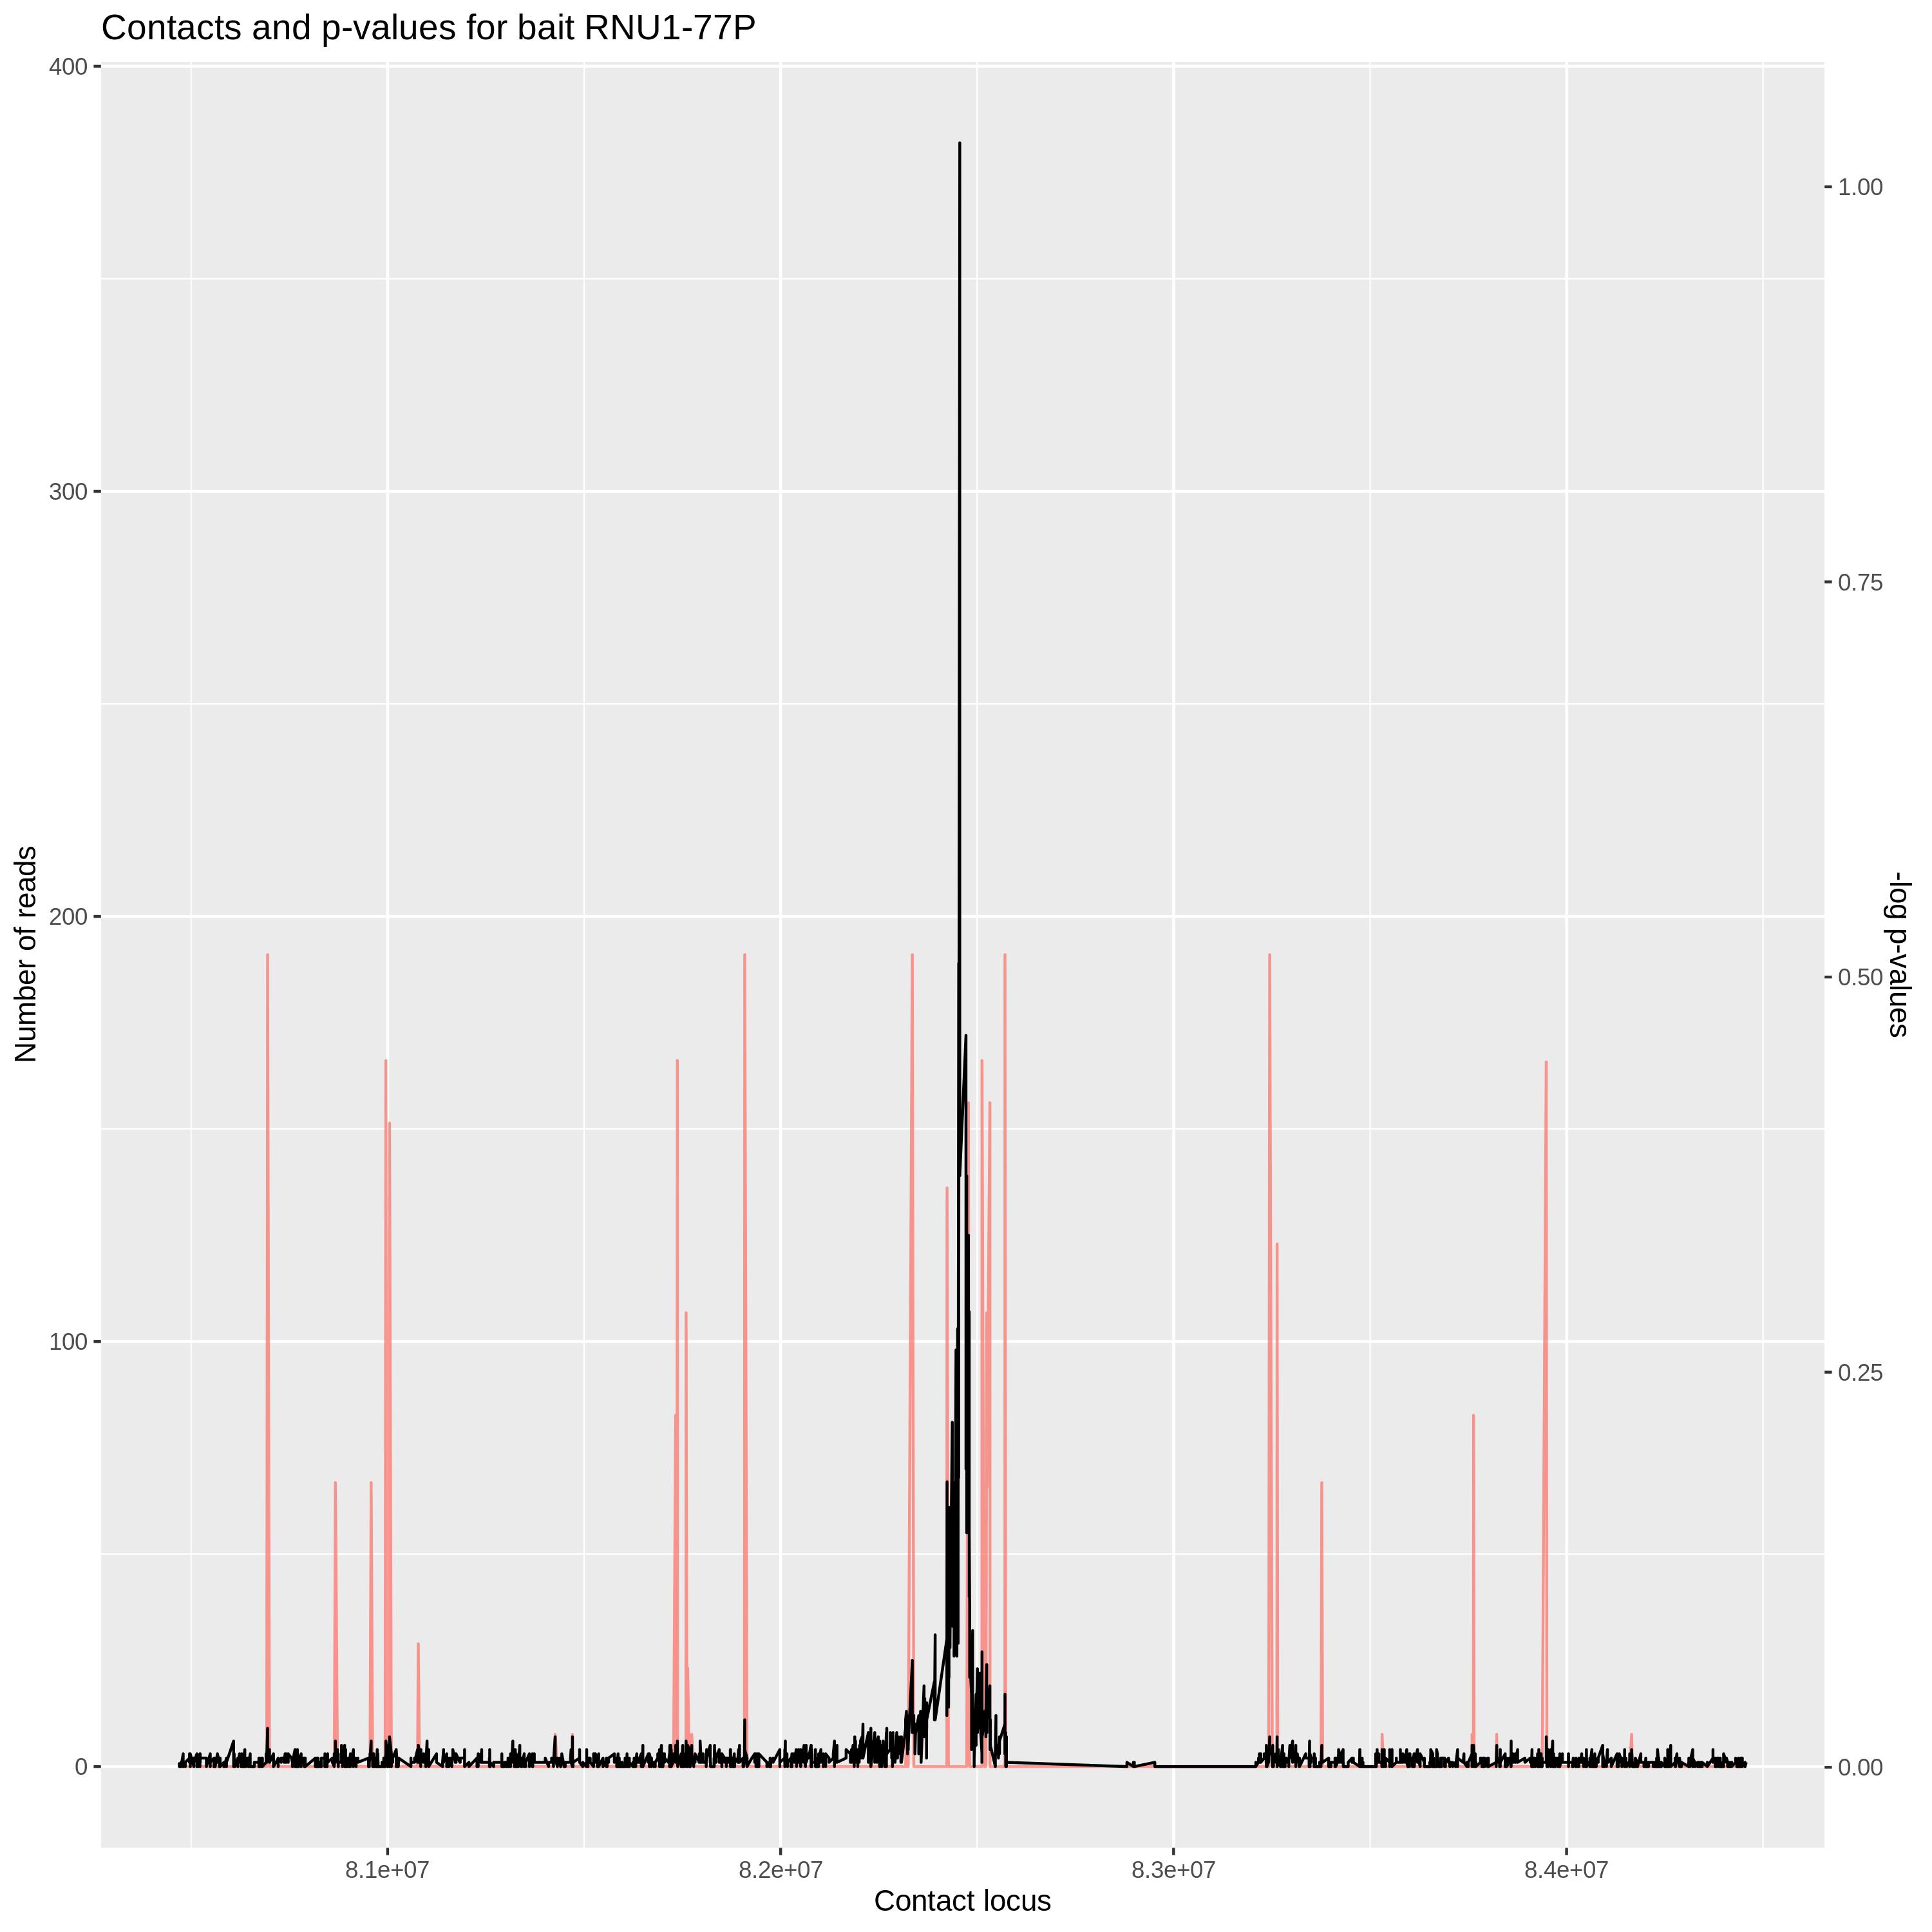 Contacts and p-values for bait RNU1-77P
400
300
200
100
0
Number of reads
1.00
0.75
0.50
0.25
0.00
-log p-values
8.1e+07
8.2e+07
8.3e+07
8.4e+07
Contact locus